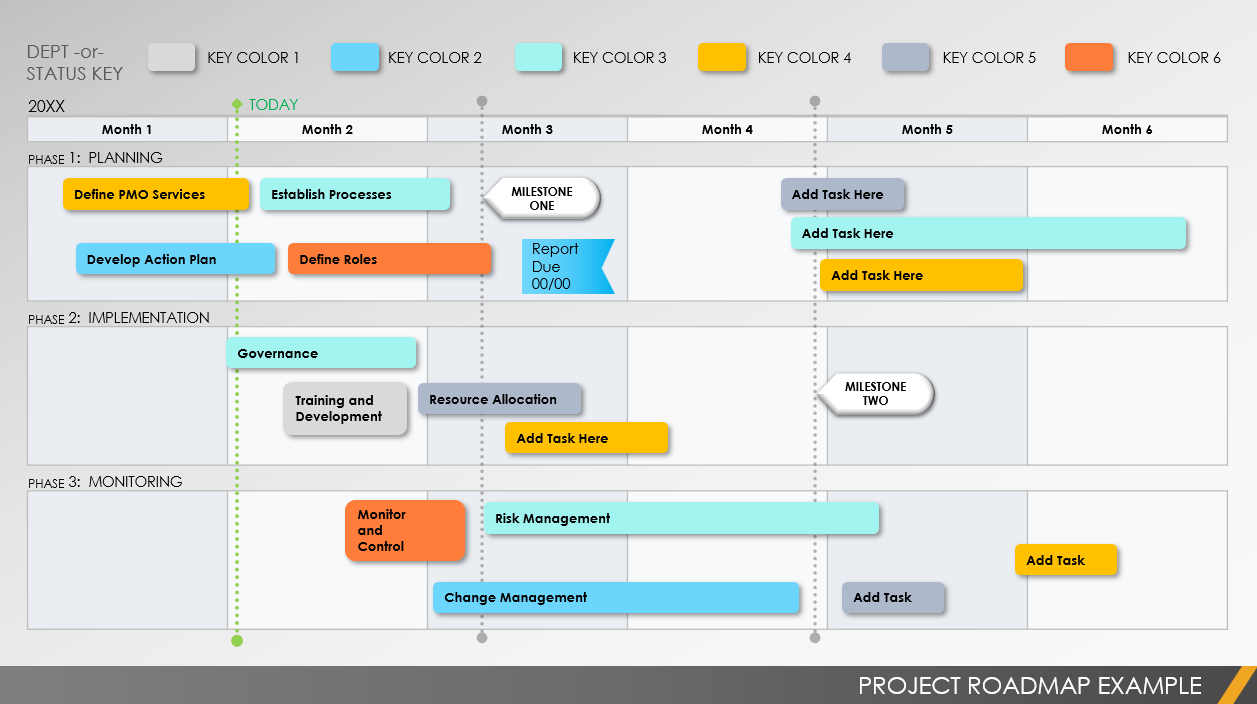 DEPT -or-
STATUS KEY
KEY COLOR 1
KEY COLOR 2
KEY COLOR 3
KEY COLOR 4
KEY COLOR 5
KEY COLOR 6
20XX
TODAY
Month 1
Month 2
Month 3
Month 4
Month 5
Month 6
PHASE 1: PLANNING
Define PMO Services
Establish Processes
MILESTONE
ONE
Add Task Here
Add Task Here
Develop Action Plan
Define Roles
Report
Due
00/00
Add Task Here
PHASE 2: IMPLEMENTATION
Governance
Training and
Development
Resource Allocation
MILESTONE
TWO
Add Task Here
PHASE 3: MONITORING
Monitor
and
Control
Risk Management
Add Task
Change Management
Add Task
PROJECT ROADMAP EXAMPLE